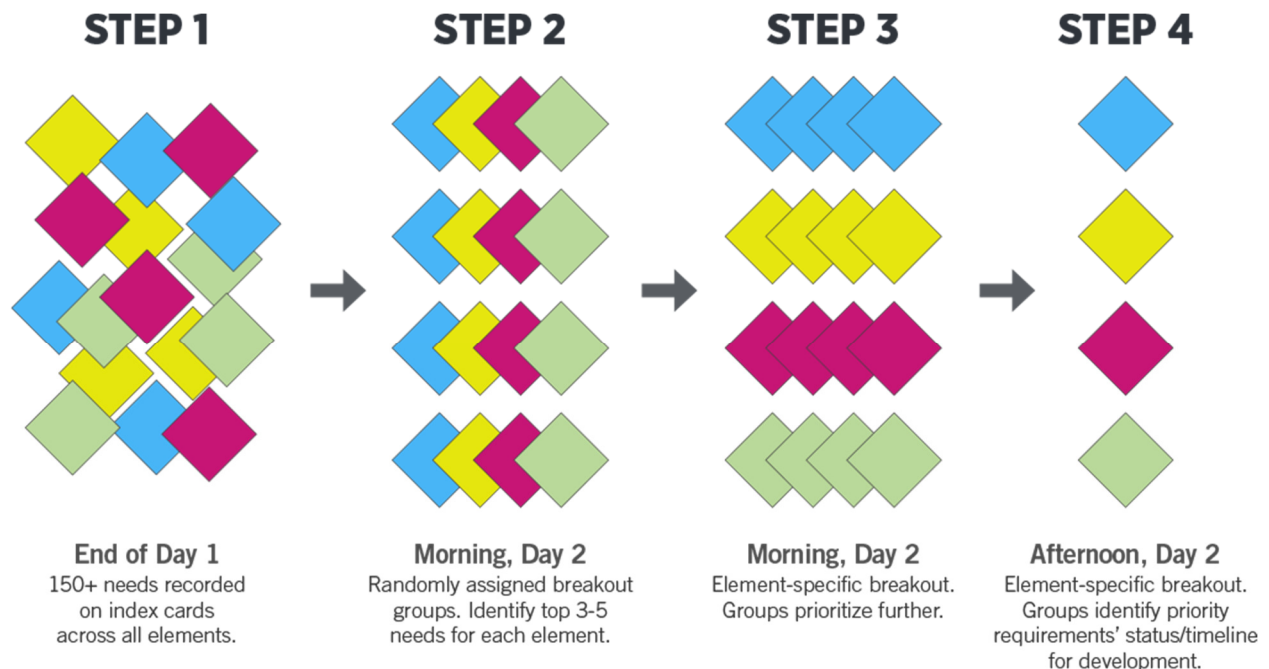 STEP 1
STEP 2
STEP 3
STEP 4
End of Day 1
150+ needs recorded
on index cards
across all elements.
Morning, Day 2
Randomly assigned breakout
groups. Identify top 3-5
needs for each element.
Morning, Day 2
Element-specific breakout.
Groups prioritize further.
Afternoon, Day 2
Element-specific breakout.
Groups identify priority
requirements’ status/timeline
for development.